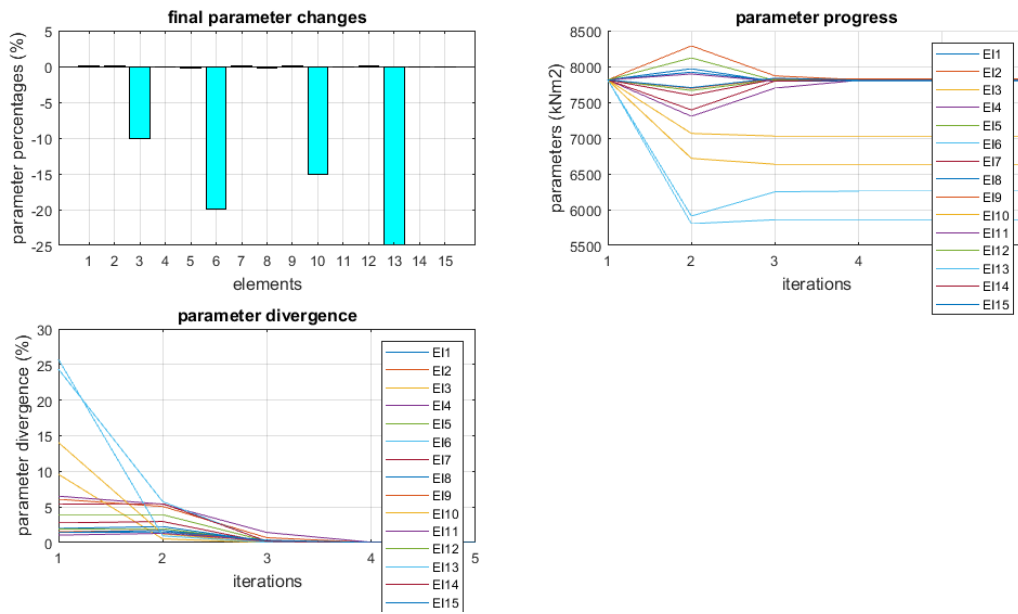 final parameter changes
parameter percentages (%)
5
0
-5
-10
-15
-20
-25
1 2 3 4 5 6 7 8 9 10 11 12 13 14 15
elements
parameter progress
parameters (kNm2)
8500
8000
7500
7000
6500
6000
5500
1 2 3 4
iterations
EI1
EI2
EI3
EI4
EI5
EI6
EI7
EI8
EI9
EI10
EI11
EI12
EI13
EI14
EI15
parameter divergence
parameter divergence (%)
30
25
20
15
10
5
0
1 2 3 4 5
iterations
EI1
EI2
EI3
EI4
EI5
EI6
EI7
EI8
EI9
EI10
EI11
EI12
EI13
EI14
EI15